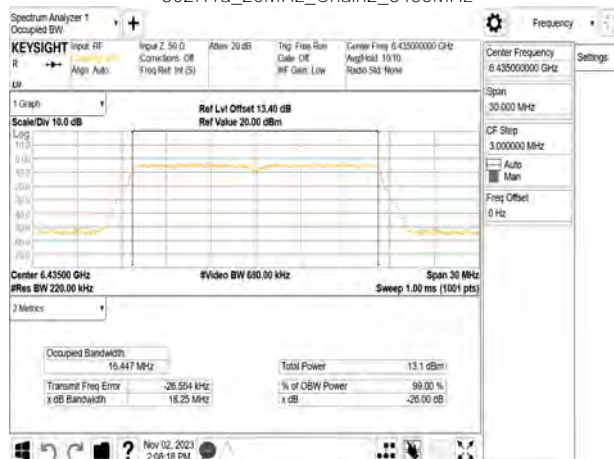 Spectrum Analyzer 1
Occupied BW
Frequency
KEYSIGHT
Input: RF
Input Z: 50 Ω
Atten: 20 dB
Trig: Free Run
Center Freq: 6.435000000 GHz
Corrections: Off
Gate: Off
Avg|Hold: 10/10
Align: Auto
Freq Ref: Int (S)
#IF Gain: Low
Radio Std: None
Center Frequency
6.435000000 GHz
Settings
Span
30.000 MHz
CF Step
3.000000 MHz
Auto
Man
Freq Offset
0 Hz
1 Graph
Scale/Div 10.0 dB
Ref Lvl Offset 13.40 dB
Ref Value 20.00 dBm
Log
Center 6.43500 GHz
#Video BW 680.00 kHz
Span 30 MHz
#Res BW 220.00 kHz
Sweep 1.00 ms (1001 pts)
2 Metrics
Occupied Bandwidth
16.447 MHz
Total Power
13.1 dBm
Transmit Freq Error
-26.554 kHz
% of OBW Power
99.00 %
x dB Bandwidth
18.25 MHz
x dB
-26.00 dB
Nov 02, 2023
2:08:18 PM